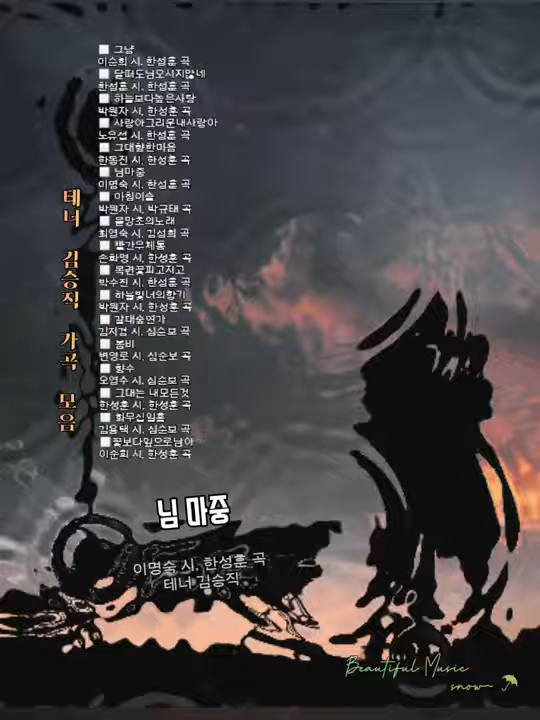 그냥
이순희 시, 한성훈 곡
달떠도님오시지않네
한성훈 시, 한성훈 곡
하늘보다높은사랑
박원자 시, 한성훈 곡
사랑아그리운내사랑아
노유섭 시, 한성훈 곡
그대향한마음
한동진 시, 한성훈 곡
님마중
이명숙 시, 한성훈 곡
아침이슬
박원자 시, 박규태 곡
물망초의노래
최영숙 시, 김성희 곡
빨간우체통
손화영 시, 한성훈 곡
목련꽃피고지고
박수진 시, 한성훈 곡
하늘빛너의향기
박원자 시, 한성훈 곡
갈대숲연가
김지겸 시, 심순보 곡
봄비
변영로 시, 심순보 곡
향수
오엽수 시, 심순보 곡
그대는 내모든것
한성훈 시, 한성훈 곡
화무십일홍
김용택 시, 심순보 곡
꽃보다잎으로남아
이순희 시, 한성훈 곡
테너 김승직 가곡 모음
님 마중
이명숙 시, 한성훈 곡
테너 김승직
Beautiful Music
snow